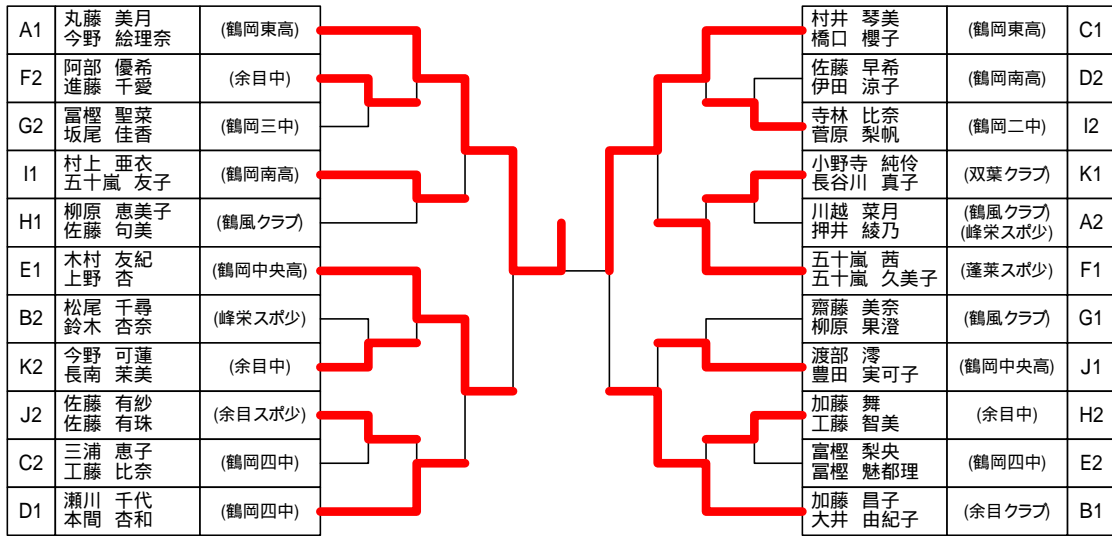 A1 丸藤 美月 (鶴岡東高)
今野 絵理奈
F2 阿部 優希 (余目中)
進藤 千愛
G2 冨樫 聖菜 (鶴岡三中)
坂尾 佳香
I1 村上 亜衣 (鶴岡南高)
五十嵐 友子
H1 柳原 恵美子 (鶴風クラブ)
佐藤 句美
E1 木村 友紀 (鶴岡中央高)
上野 杏
B2 松尾 千尋 (峰栄スポ少)
鈴木 杏奈
K2 今野 可蓮 (余目中)
長南 茉美
J2 佐藤 有紗 (余目スポ少)
佐藤 有珠
C2 三浦 恵子 (鶴岡四中)
工藤 比奈
D1 瀬川 千代 (鶴岡四中)
本間 杏和
村井 琴美 (鶴岡東高) C1
橋口 櫻子
佐藤 早希 (鶴岡南高) D2
伊田 涼子
寺林 比奈 (鶴岡二中) I2
菅原 梨帆
小野寺 純伶 (双葉クラブ) K1
長谷川 真子
川越 菜月 (鶴風クラブ) A2
押井 綾乃 (峰栄スポ少)
五十嵐 茜 (蓬莱スポ少) F1
五十嵐 久美子
齋藤 美奈 (鶴風クラブ) G1
柳原 果澄
渡部 澪 (鶴岡中央高) J1
豊田 実可子
加藤 舞 (余目中) H2
工藤 智美
富樫 梨央 (鶴岡四中) E2
冨樫 魅都理
加藤 昌子 (余目クラブ) B1
大井 由紀子